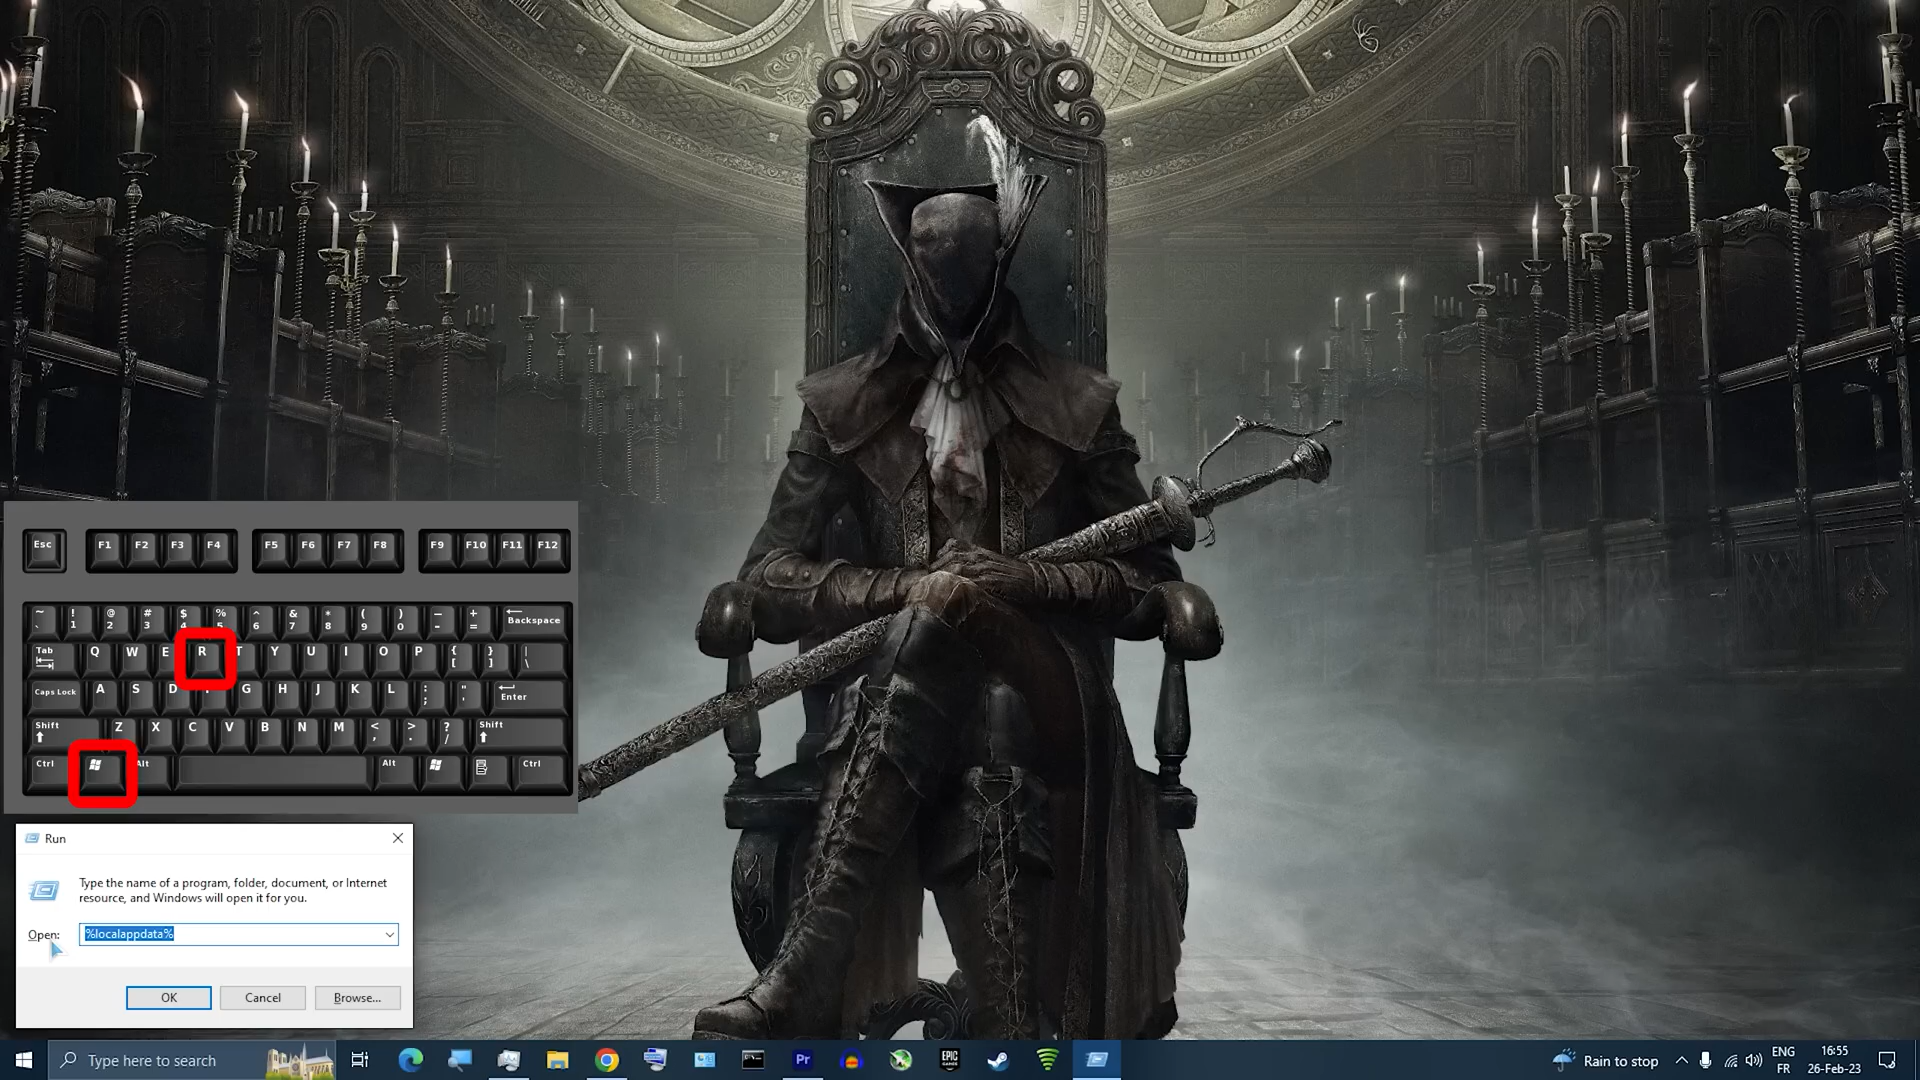 Esc F1 F2 F3 F4 F5 F6 F7 F8 F9 F10 F11 F12
~ ! @ # $ % ^ & * ( ) — + Backspace
` 1 2 3 4 5 6 7 8 9 0 - =
Tab Q W E R T Y U I O P { } |
[ ] \
Caps Lock A S D F G H J K L : " Enter
; '
Shift Z X C V B N M < > ? Shift
, . /
Ctrl Alt Alt Ctrl
Run
Type the name of a program, folder, document, or Internet
resource, and Windows will open it for you.
Open: %localappdata%
OK Cancel Browse...
Type here to search
Pr
EPIC
GAMES
Rain to stop
ENG
FR
16:55
26-Feb-23